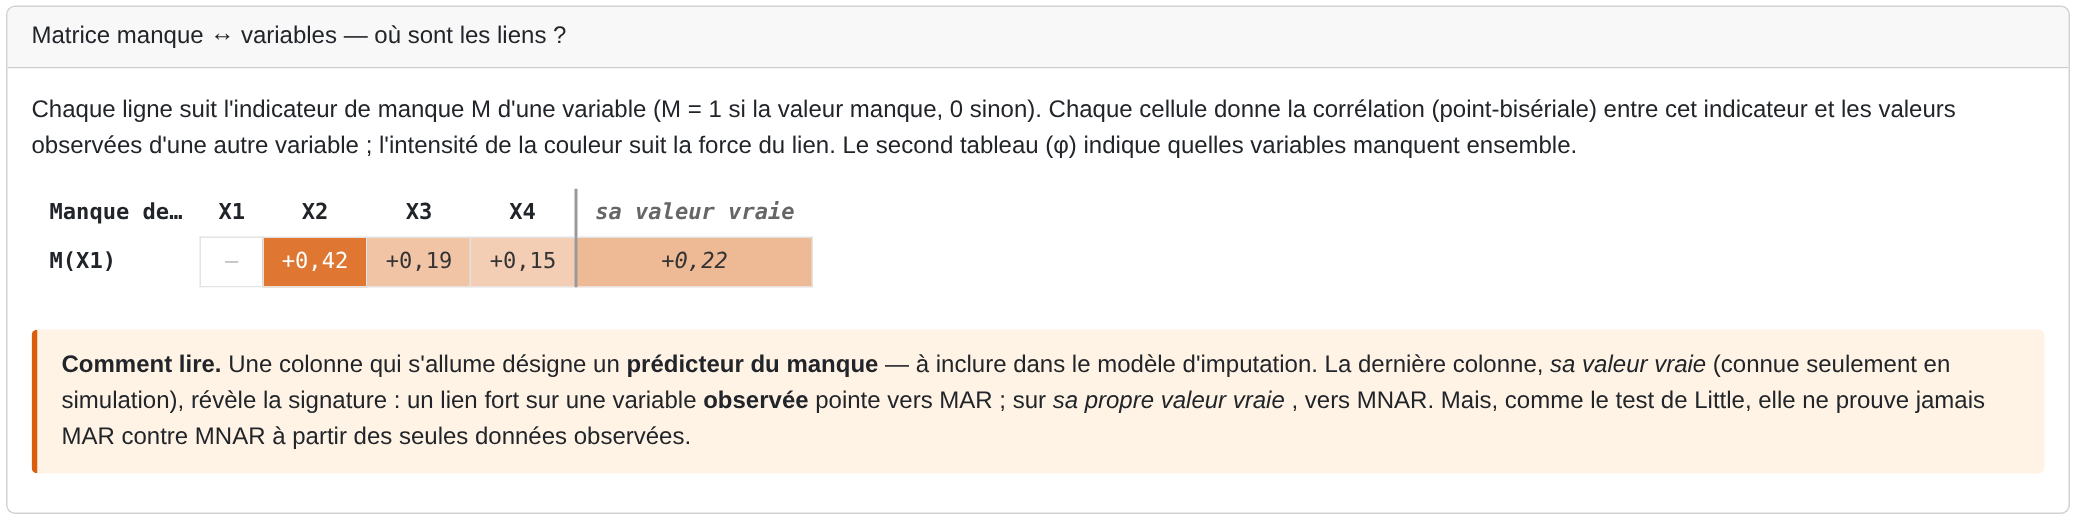 Matrice manque ↔ variables — où sont les liens ?
Chaque ligne suit l'indicateur de manque M d'une variable (M = 1 si la valeur manque, 0 sinon). Chaque cellule donne la corrélation (point-bisériale) entre cet indicateur et les valeurs
observées d'une autre variable ; l'intensité de la couleur suit la force du lien. Le second tableau (φ) indique quelles variables manquent ensemble.
Manque de… X1 X2 X3 X4 sa valeur vraie
M(X1) — +0,42 +0,19 +0,15 +0,22
Comment lire. Une colonne qui s'allume désigne un prédicteur du manque — à inclure dans le modèle d'imputation. La dernière colonne, sa valeur vraie (connue seulement en
simulation), révèle la signature : un lien fort sur une variable observée pointe vers MAR ; sur sa propre valeur vraie , vers MNAR. Mais, comme le test de Little, elle ne prouve jamais
MAR contre MNAR à partir des seules données observées.